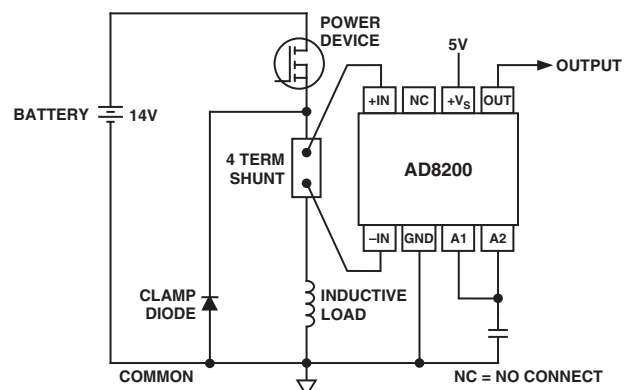 POWER
DEVICE
5V
OUTPUT
+IN NC +VS OUT
BATTERY 14V
4 TERM
SHUNT
AD8200
–IN GND A1 A2
CLAMP
DIODE
INDUCTIVE
LOAD
COMMON
NC = NO CONNECT